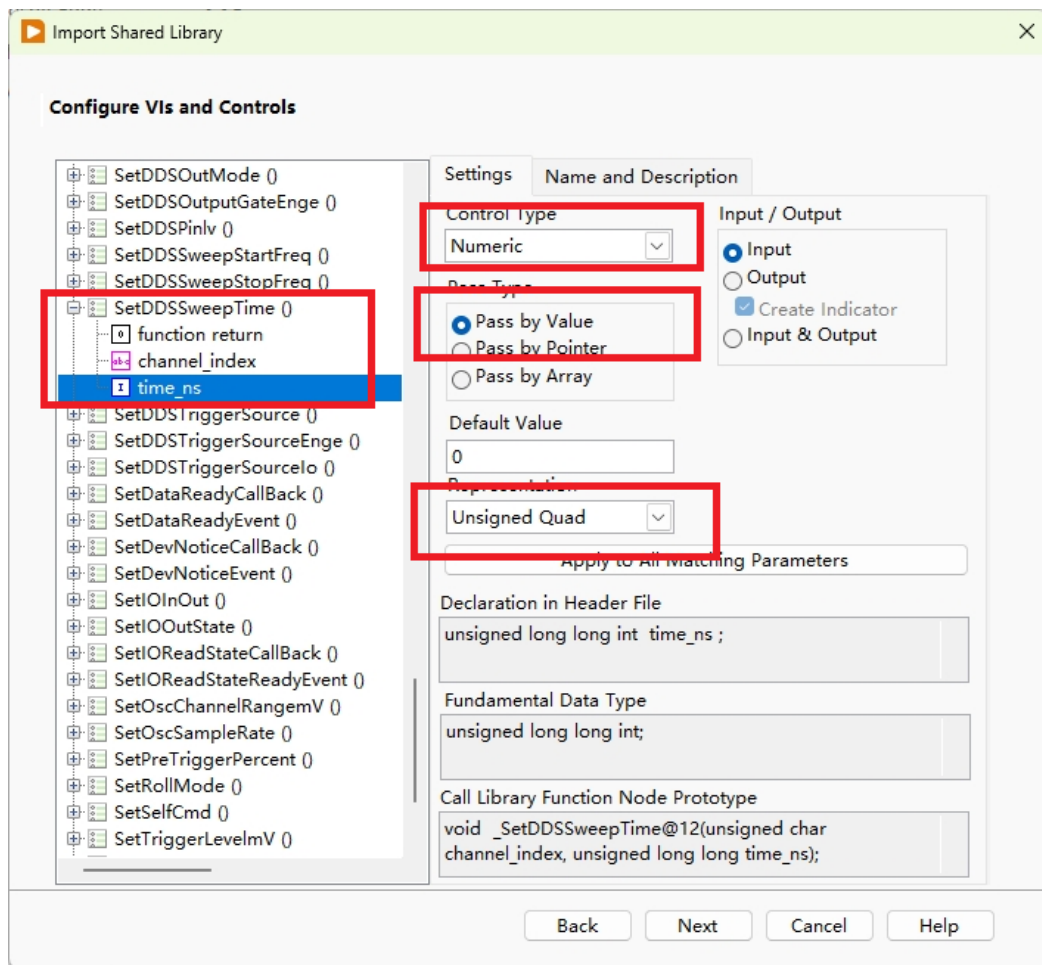 Import Shared Library
Configure VIs and Controls
SetDDSOutMode ()
SetDDSOutputGateEnge ()
SetDDSPinlv ()
SetDDSSweepStartFreq ()
SetDDSSweepStopFreq ()
SetDDSSweepTime ()
function return
abc channel_index
time_ns
SetDDSTriggerSource ()
SetDDSTriggerSourceEnge ()
SetDDSTriggerSourceIo ()
SetDataReadyCallBack ()
SetDataReadyEvent ()
SetDevNoticeCallBack ()
SetDevNoticeEvent ()
SetIOInOut ()
SetIOOutState ()
SetIOReadStateCallBack ()
SetIOReadStateReadyEvent ()
SetOscChannelRangemV ()
SetOscSampleRate ()
SetPreTriggerPercent ()
SetRollMode ()
SetSelfCmd ()
SetTriggerLevelmV ()
Settings
Name and Description
Control Type
Numeric
Pass Type
Pass by Value
Pass by Pointer
Pass by Array
Default Value
0
Representation
Unsigned Quad
Input / Output
Input
Output
Create Indicator
Input & Output
Apply to All Matching Parameters
Declaration in Header File
unsigned long long int  time_ns ;
Fundamental Data Type
unsigned long long int;
Call Library Function Node Prototype
void  _SetDDSSweepTime@12(unsigned char
channel_index, unsigned long long time_ns);
Back
Next
Cancel
Help